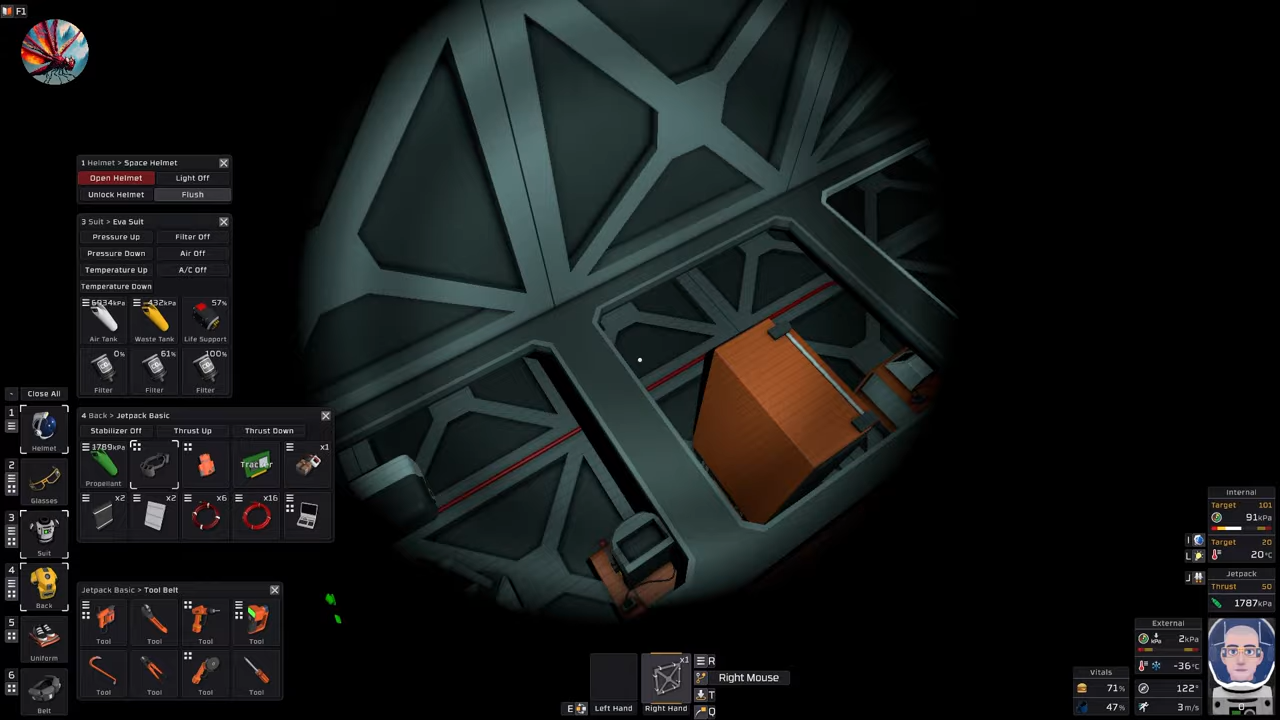 F1
1 Helmet > Space Helmet
Open Helmet
Light Off
Unlock Helmet
Flush
3 Suit > Eva Suit
Pressure Up
Filter Off
Pressure Down
Air Off
Temperature Up
A/C Off
Temperature Down
432kPa
57%
Air Tank
Waste Tank
Life Support
0%
61%
100%
Filter
Filter
Filter
- Close All
1
Helmet
2
Glasses
3
Suit
4
Back
5
Uniform
6
Belt
4 Back > Jetpack Basic
Stabilizer Off
Thrust Up
Thrust Down
1789kPa
x1
Propellant
Tracker
x2
x2
x6
x16
Jetpack Basic > Tool Belt
Tool
Tool
Tool
Tool
Tool
Tool
Tool
Tool
x1
R
Right Mouse
T
Q
E
Left Hand
Right Hand
Internal
Target 101
91kPa
Target 20
20°C
I
L
J
Jetpack
Thrust 50
1787kPa
External
kPa
2kPa
-36°C
Vitals
71%
122°
47%
3m/s
0